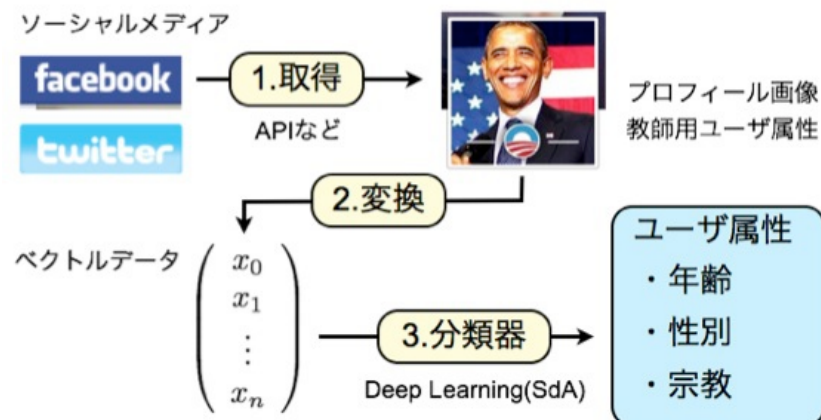 ソーシャルメディア
facebook
twitter
1.取得
APIなど
プロフィール画像
教師用ユーザ属性
2.変換
ベクトルデータ
x0
x1
⋮
xn
3.分類器
Deep Learning(SdA)
ユーザ属性
・年齢
・性別
・宗教